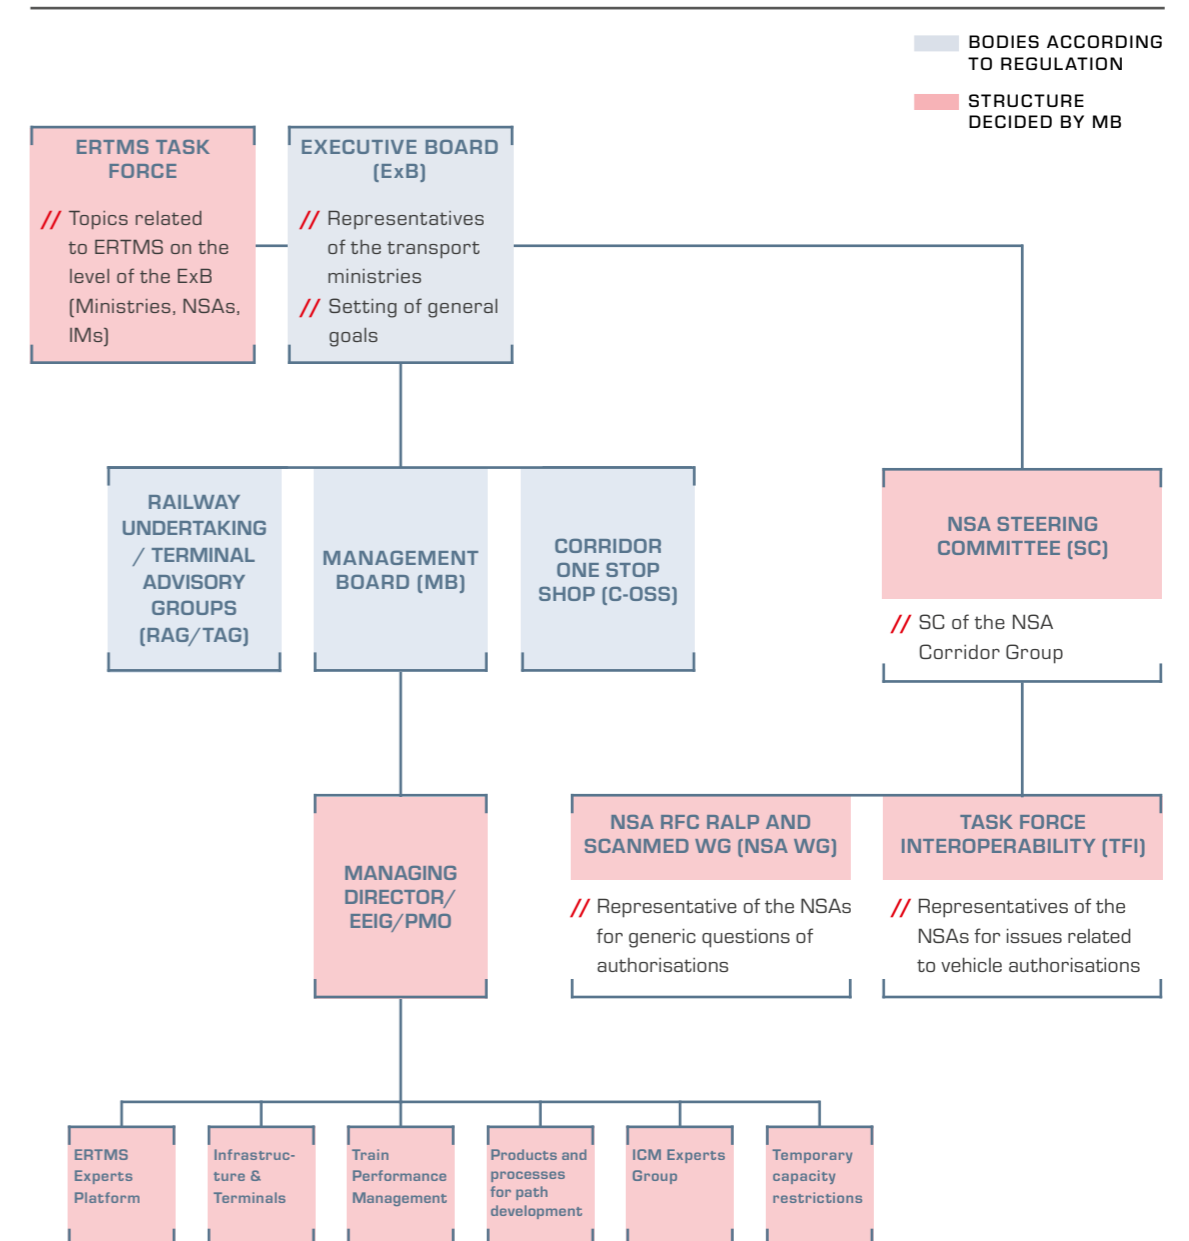 BODIES ACCORDING
TO REGULATION
STRUCTURE
DECIDED BY MB
ERTMS TASK
FORCE
// Topics related
to ERTMS on the
level of the ExB
(Ministries, NSAs,
IMs)
EXECUTIVE BOARD
(ExB)
// Representatives
of the transport
ministries
// Setting of general
goals
RAILWAY
UNDERTAKING
/ TERMINAL
ADVISORY
GROUPS
(RAG/TAG)
MANAGEMENT
BOARD (MB)
CORRIDOR
ONE STOP
SHOP (C-OSS)
NSA STEERING
COMMITTEE (SC)
// SC of the NSA
Corridor Group
MANAGING
DIRECTOR/
EEIG/PMO
NSA RFC RALP AND
SCANMED WG (NSA WG)
// Representative of the NSAs
for generic questions of
authorisations
TASK FORCE
INTEROPERABILITY (TFI)
// Representatives of the
NSAs for issues related
to vehicle authorisations
ERTMS
Experts
Platform
Infrastruc-
ture &
Terminals
Train
Performance
Management
Products and
processes
for path
development
ICM Experts
Group
Temporary
capacity
restrictions